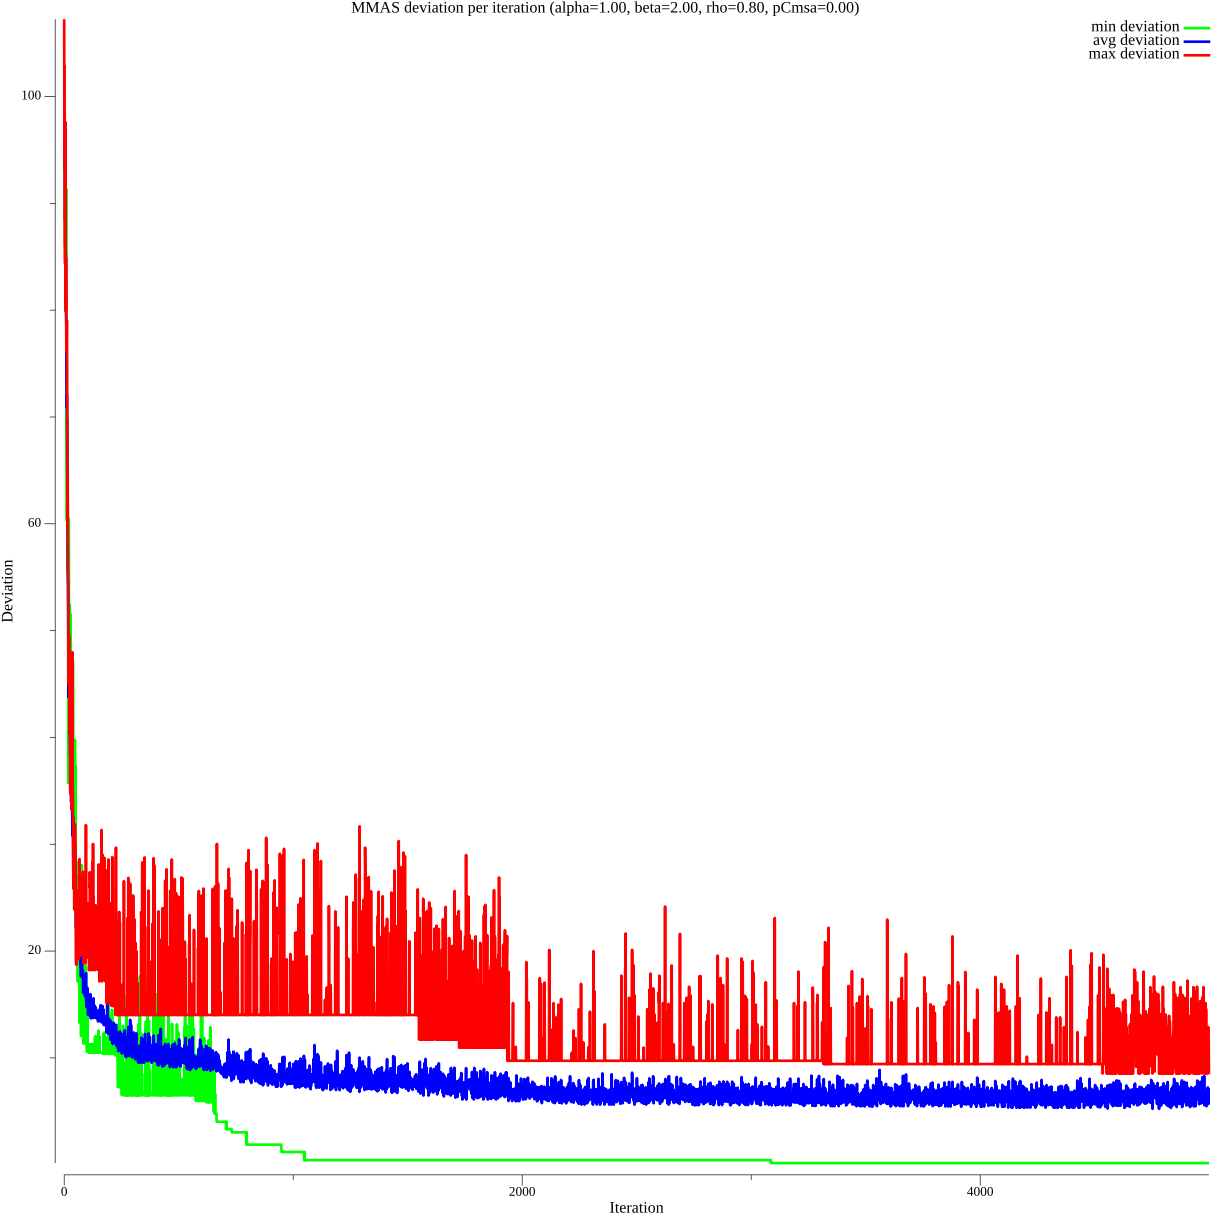 MMAS deviation per iteration (alpha=1.00, beta=2.00, rho=0.80, pCmsa=0.00)
min deviation
avg deviation
max deviation
100
60
20
Deviation
0
2000
4000
Iteration